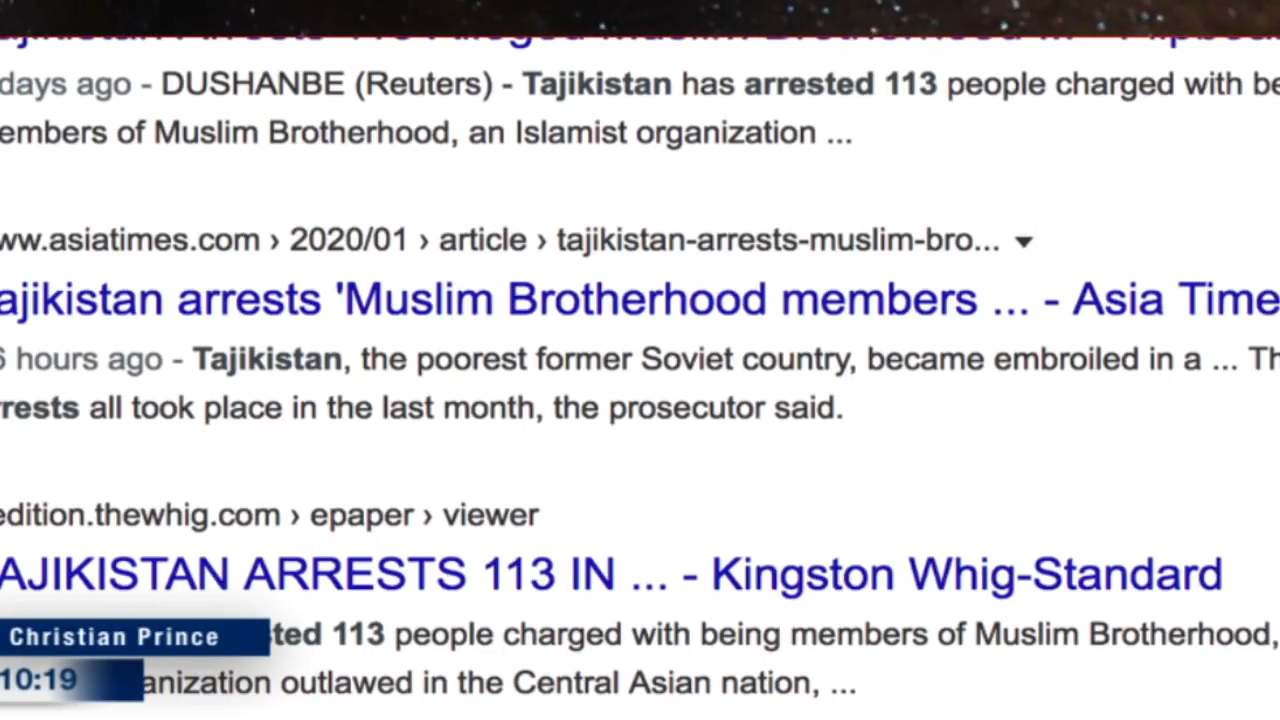 days ago - DUSHANBE (Reuters) - Tajikistan has arrested 113 people charged with be
embers of Muslim Brotherhood, an Islamist organization ...
ww.asiatimes.com › 2020/01 › article › tajikistan-arrests-muslim-bro...
ajikistan arrests 'Muslim Brotherhood members ... - Asia Time
6 hours ago - Tajikistan, the poorest former Soviet country, became embroiled in a ... Th
rests all took place in the last month, the prosecutor said.
edition.thewhig.com › epaper › viewer
AJIKISTAN ARRESTS 113 IN ... - Kingston Whig-Standard
Christian Prince
ted 113 people charged with being members of Muslim Brotherhood,
10:19
anization outlawed in the Central Asian nation, ...